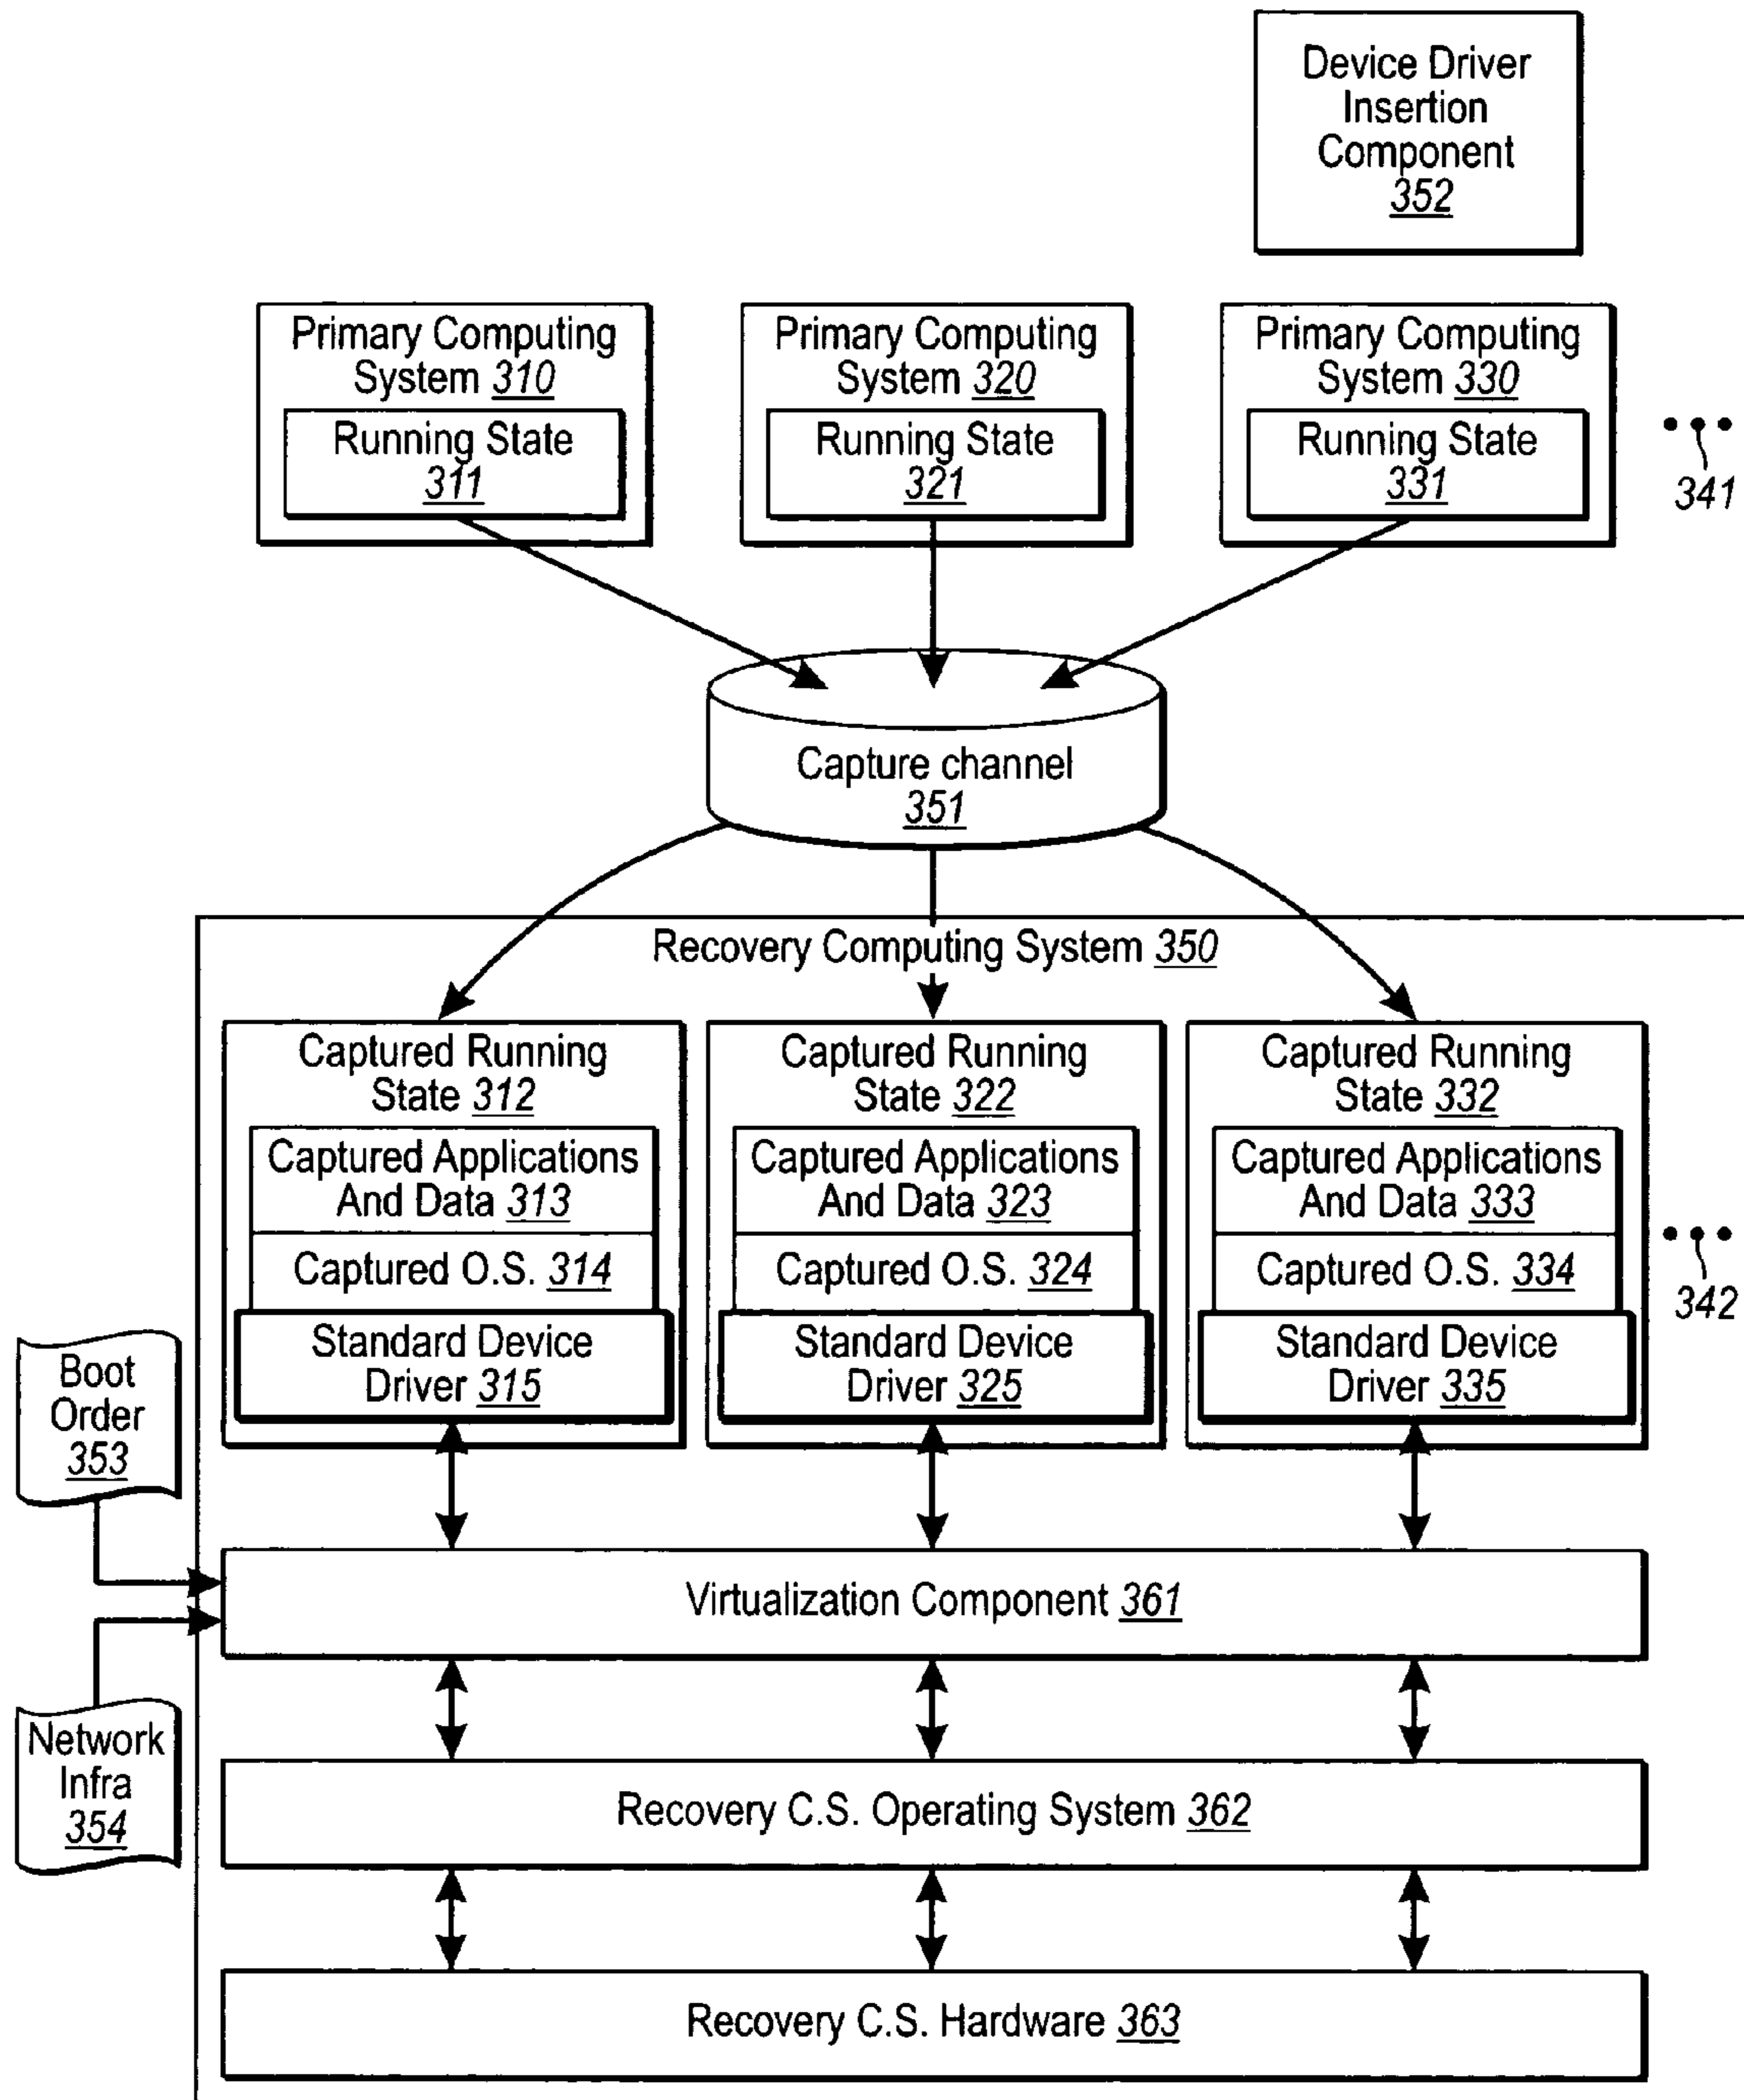 Device Driver
Insertion
Component
352
Primary Computing
System 310
Running State
311
Primary Computing
System 320
Running State
321
Primary Computing
System 330
Running State
331
341
Capture channel
351
Recovery Computing System 350
Captured Running
State 312
Captured Applications
And Data 313
Captured O.S. 314
Standard Device
Driver 315
Captured Running
State 322
Captured Applications
And Data 323
Captured O.S. 324
Standard Device
Driver 325
Captured Running
State 332
Captured Applications
And Data 333
Captured O.S. 334
Standard Device
Driver 335
342
Boot
Order
353
Virtualization Component 361
Network
Infra
354
Recovery C.S. Operating System 362
Recovery C.S. Hardware 363